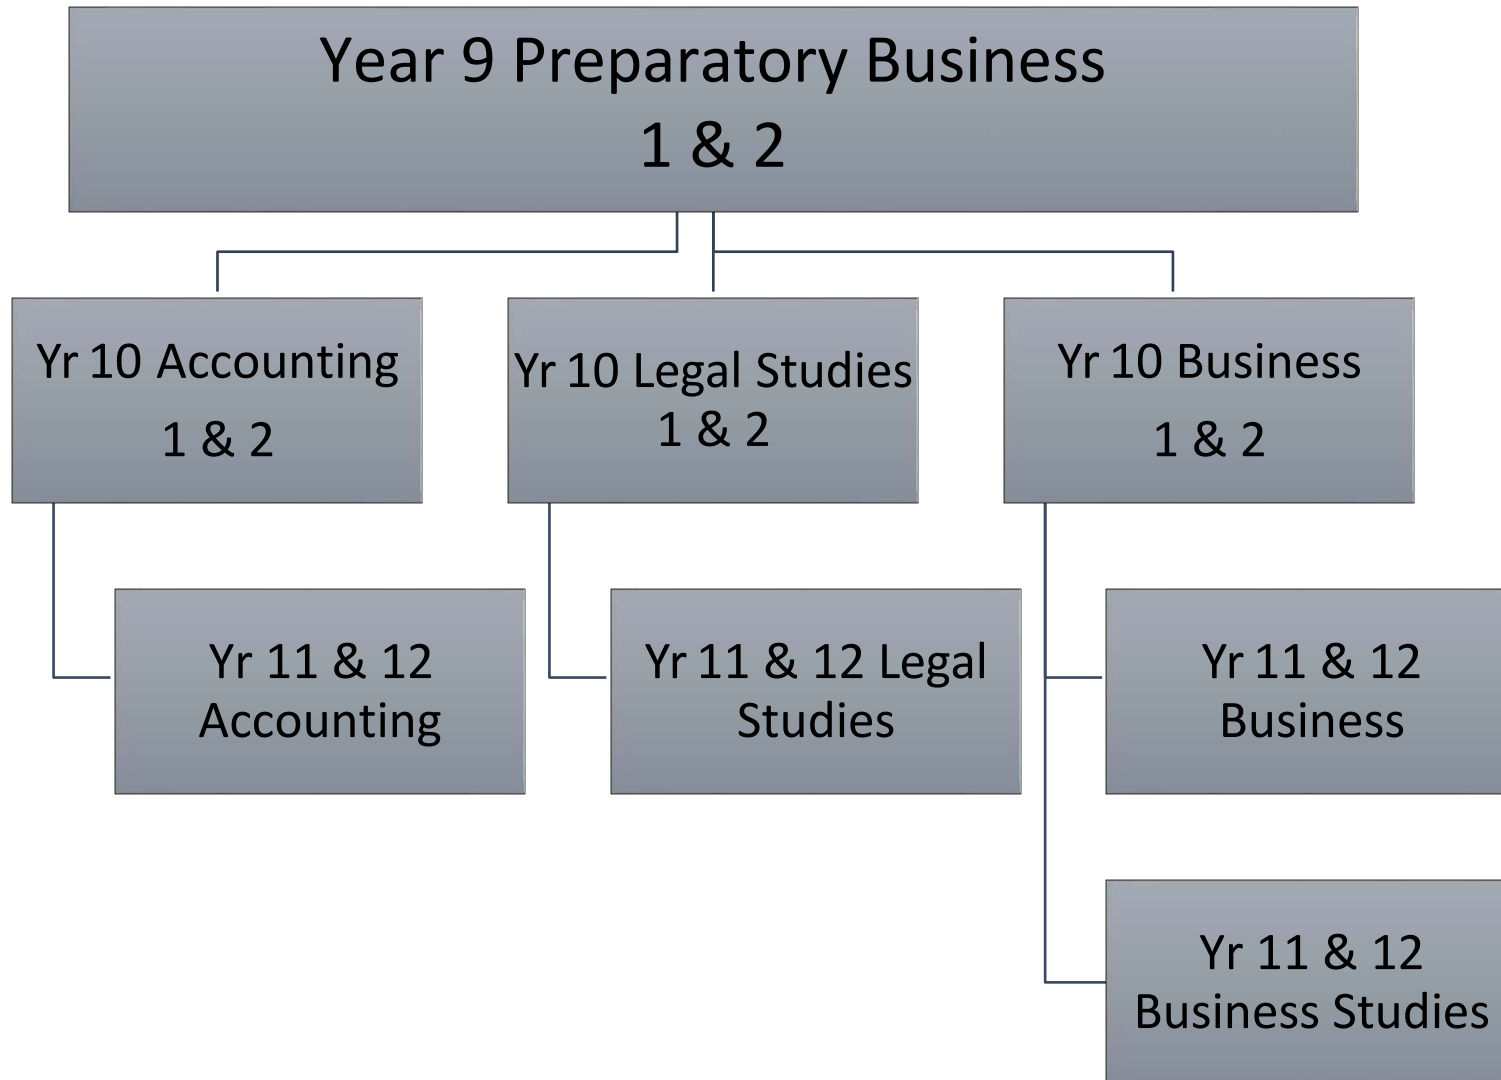 Year 9 Preparatory Business
1 & 2
Yr 10 Accounting
1 & 2
Yr 10 Legal Studies
1 & 2
Yr 10 Business
1 & 2
Yr 11 & 12
Accounting
Yr 11 & 12 Legal
Studies
Yr 11 & 12
Business
Yr 11 & 12
Business Studies